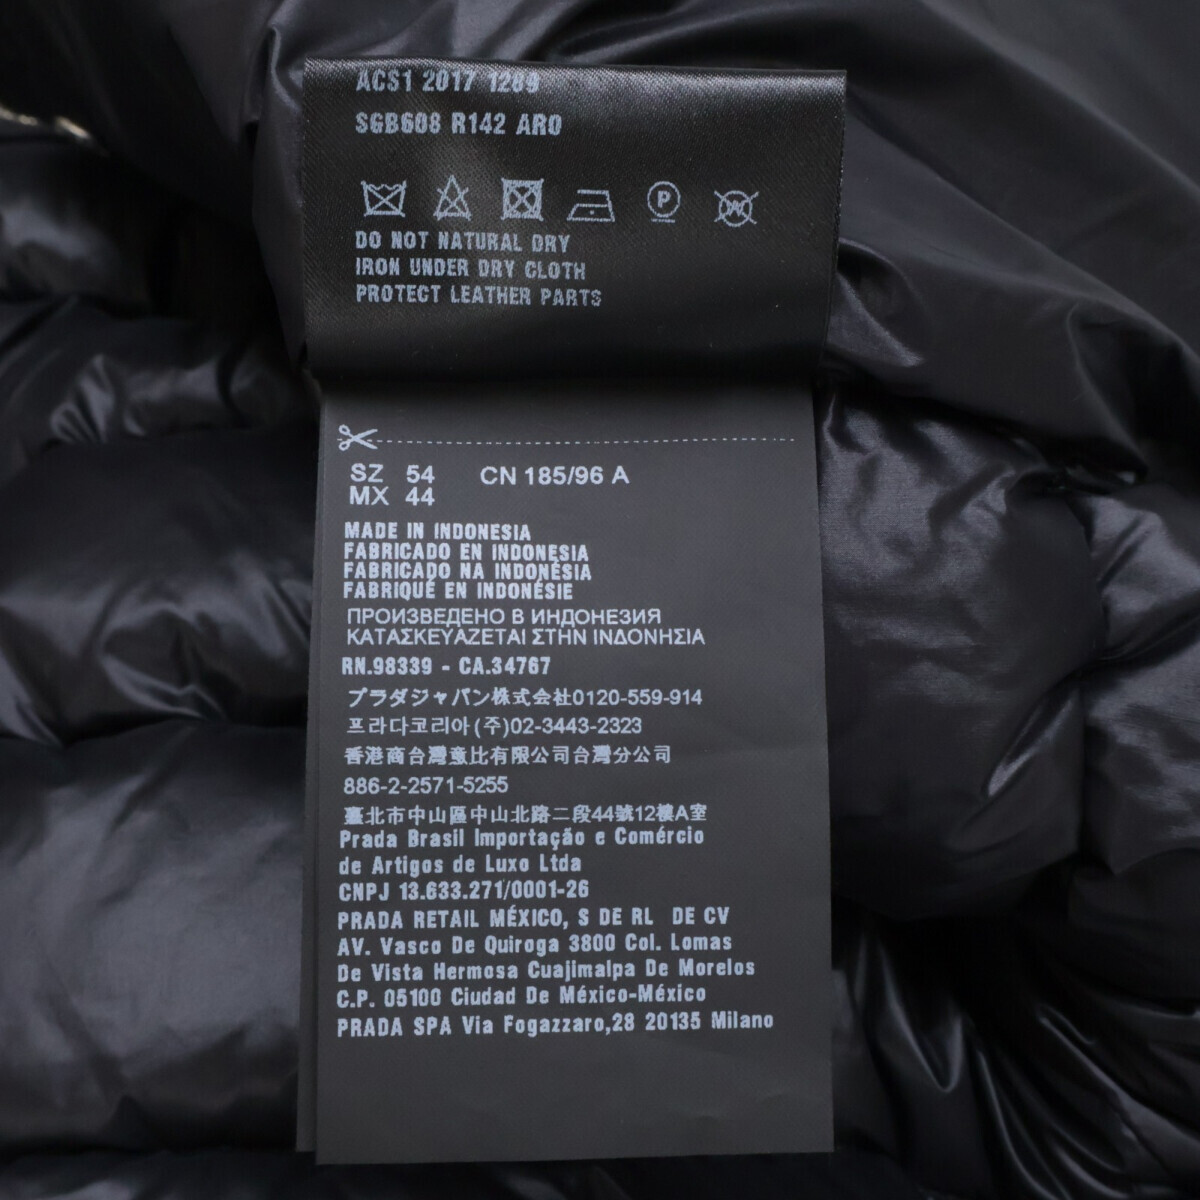 ACS1 2017 1289
SGB608 R142 ARO
P
DO NOT NATURAL DRY
IRON UNDER DRY CLOTH
PROTECT LEATHER PARTS
SZ 54 CN 185/96 A
MX 44
MADE IN INDONESIA
FABRICADO EN INDONESIA
FABRICADO NA INDONÉSIA
FABRIQUÉ EN INDONÉSIE
ПРОИЗВЕДЕНО В ИНДОНЕЗИЯ
ΚΑΤΑΣΚΕΥΑΖΕΤΑΙ ΣΤΗΝ ΙΝΔΟΝΗΣΙΑ
RN.98339 - CA.34767
プラダジャパン株式会社0120-559-914
프라다코리아(주)02-3443-2323
香港商台灣意比有限公司台灣分公司
886-2-2571-5255
臺北市中山區中山北路二段44號12樓A室
Prada Brasil Importação e Comércio
de Artigos de Luxo Ltda
CNPJ 13.633.271/0001-26
PRADA RETAIL MÉXICO, S DE RL DE CV
AV. Vasco De Quiroga 3800 Col. Lomas
De Vista Hermosa Cuajimalpa De Morelos
C.P. 05100 Ciudad De México-México
PRADA SPA Via Fogazzaro,28 20135 Milano